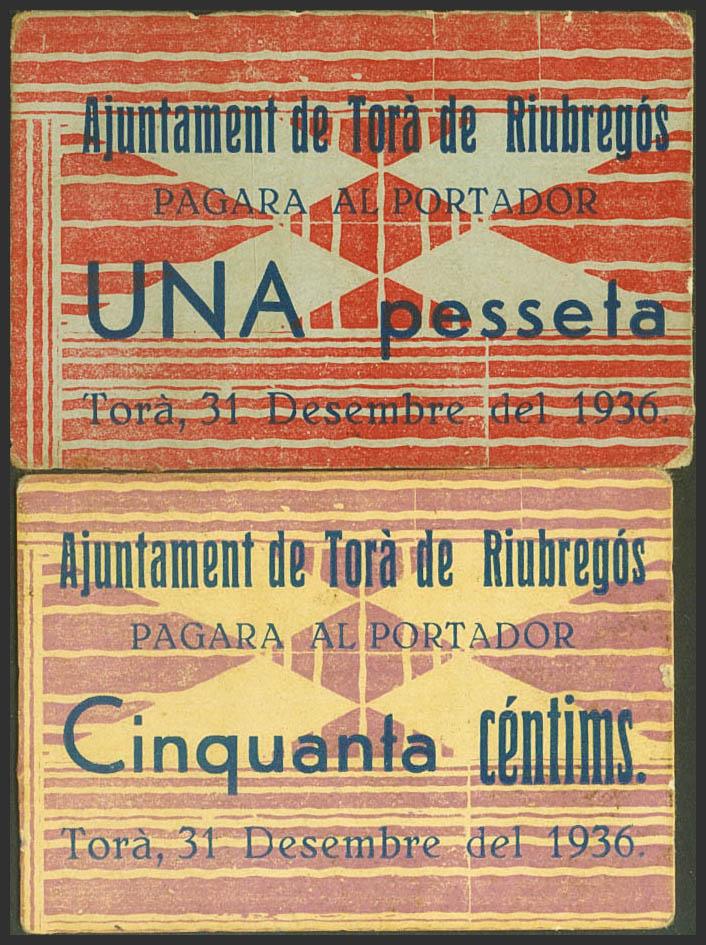 Ajuntament de Torà de Riubregós
PAGARA AL PORTADOR
UNA pesseta
Torà, 31 Desembre del 1936.
Ajuntament de Torà de Riubregós
PAGARA AL PORTADOR
Cinquanta céntims.
Torà, 31 Desembre del 1936.